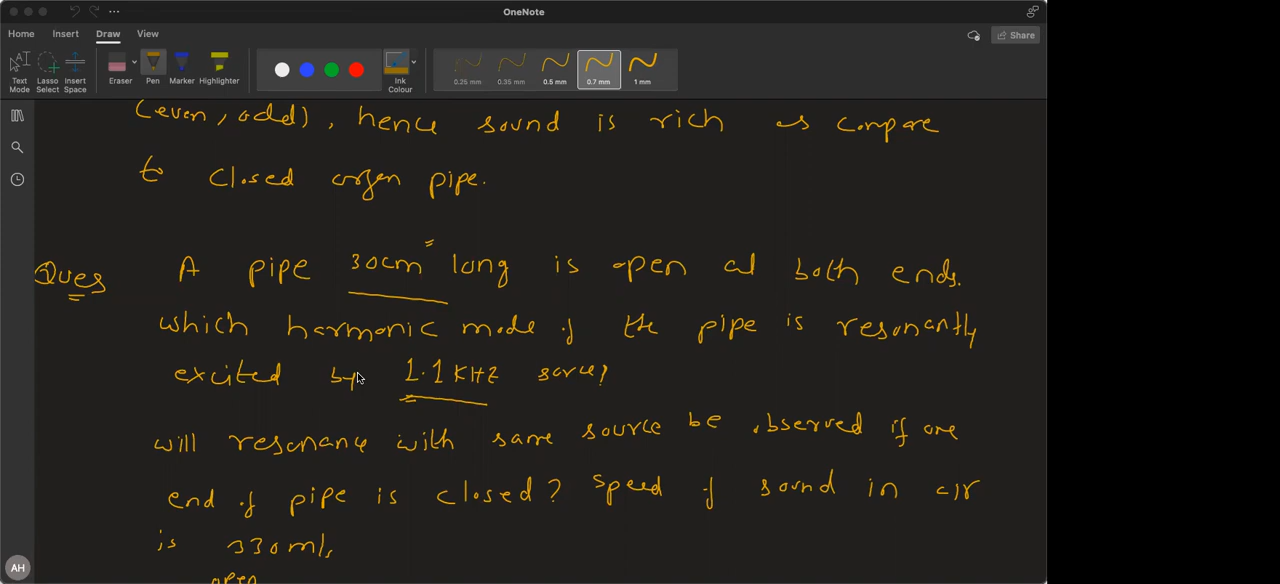 OneNote
Home Insert Draw View
Share
Text Mode
Lasso Select
Insert Space
Eraser
Pen
Marker
Highlighter
Ink Colour
0.25 mm
0.35 mm
0.5 mm
0.7 mm
1 mm
(even, odd), hence sound is rich as compare
to closed organ pipe.
Ques A pipe 30cm long is open at both ends.
which harmonic mode of the pipe is resonantly
excited by 1.1 KHZ source?
will resonance with same source be observed if one
end of pipe is closed? Speed of sound in air
is 330m/s
open
AH